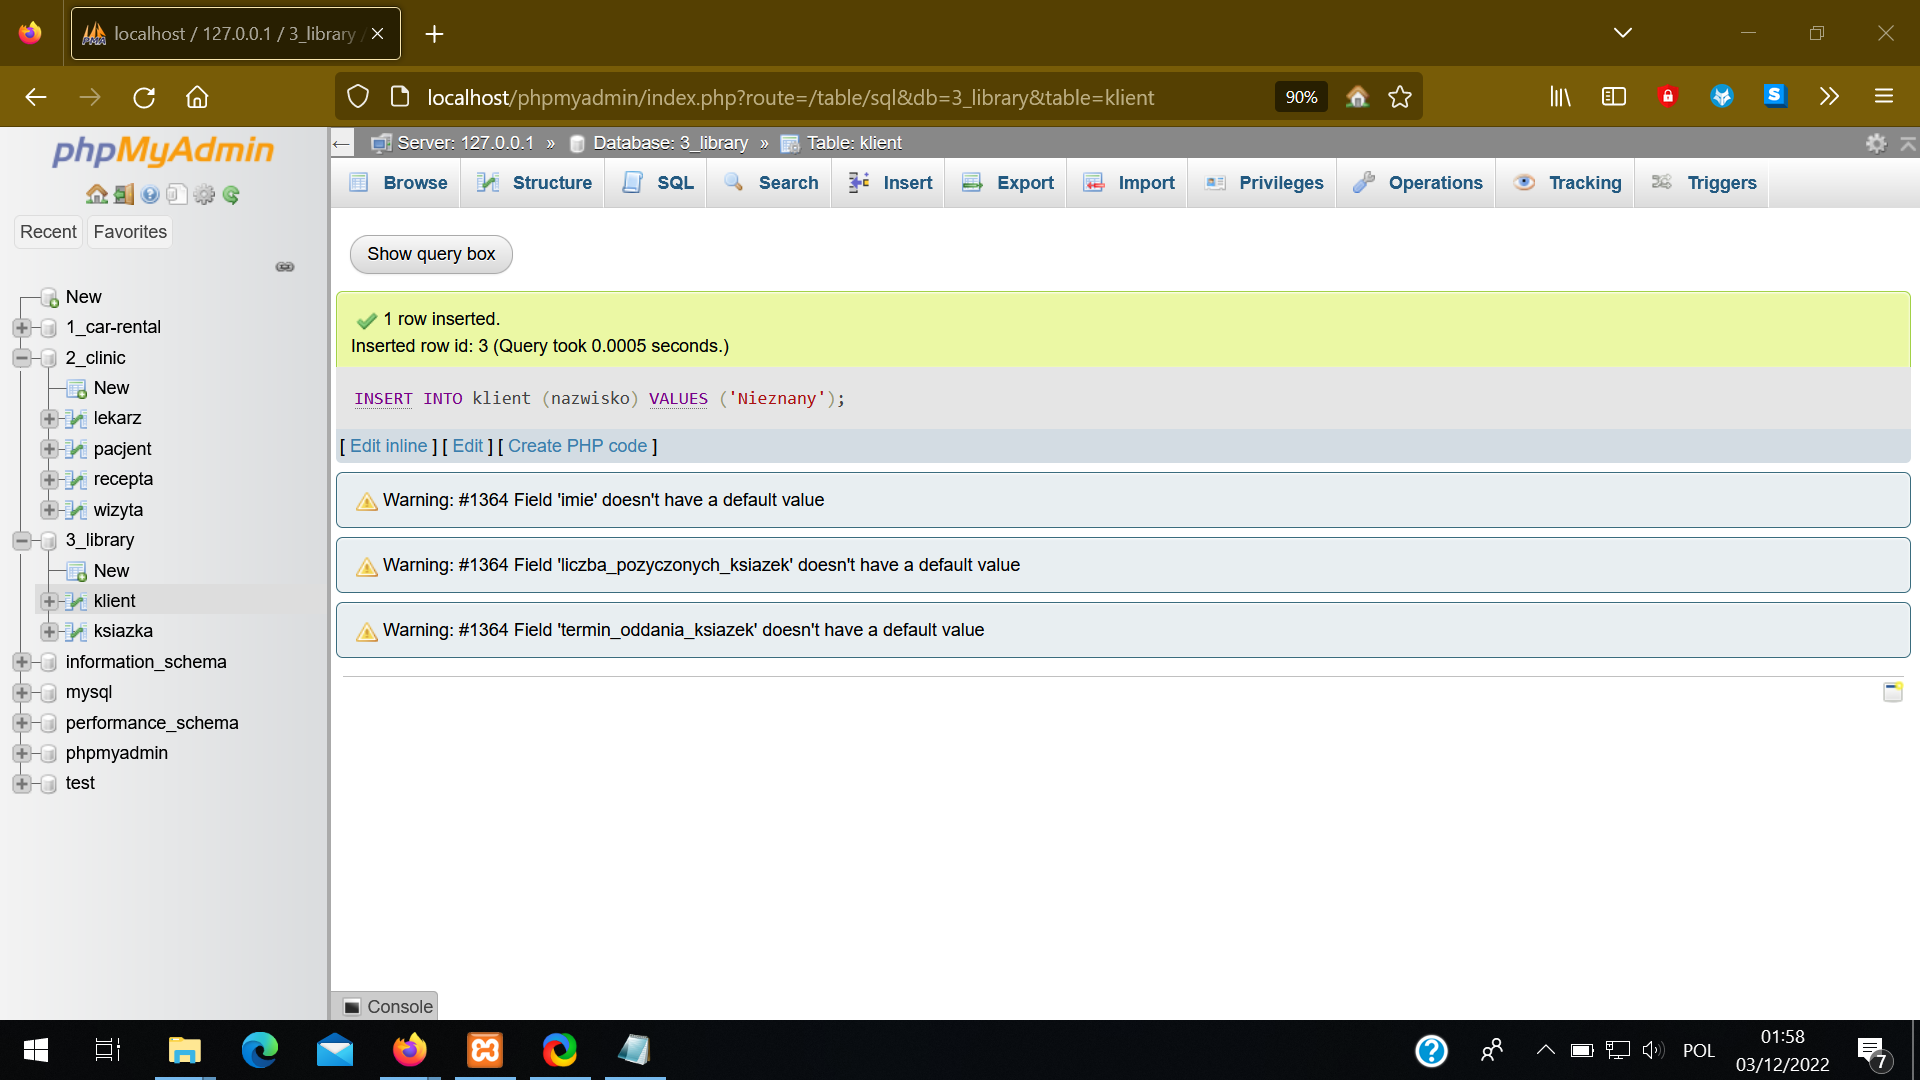 localhost / 127.0.0.1 / 3_library /
localhost/phpmyadmin/index.php?route=/table/sql&db=3_library&table=klient
90%
S
phpMyAdmin
Recent
Favorites
New
1_car-rental
2_clinic
New
lekarz
pacjent
recepta
wizyta
3_library
New
klient
ksiazka
information_schema
mysql
performance_schema
phpmyadmin
test
Server: 127.0.0.1 » Database: 3_library » Table: klient
Browse
Structure
SQL
Search
Insert
Export
Import
Privileges
Operations
Tracking
Triggers
Show query box
1 row inserted.
Inserted row id: 3 (Query took 0.0005 seconds.)
INSERT INTO klient (nazwisko) VALUES ('Nieznany');
[ Edit inline ] [ Edit ] [ Create PHP code ]
Warning: #1364 Field 'imie' doesn't have a default value
Warning: #1364 Field 'liczba_pozyczonych_ksiazek' doesn't have a default value
Warning: #1364 Field 'termin_oddania_ksiazek' doesn't have a default value
Console
POL
01:58
03/12/2022
7